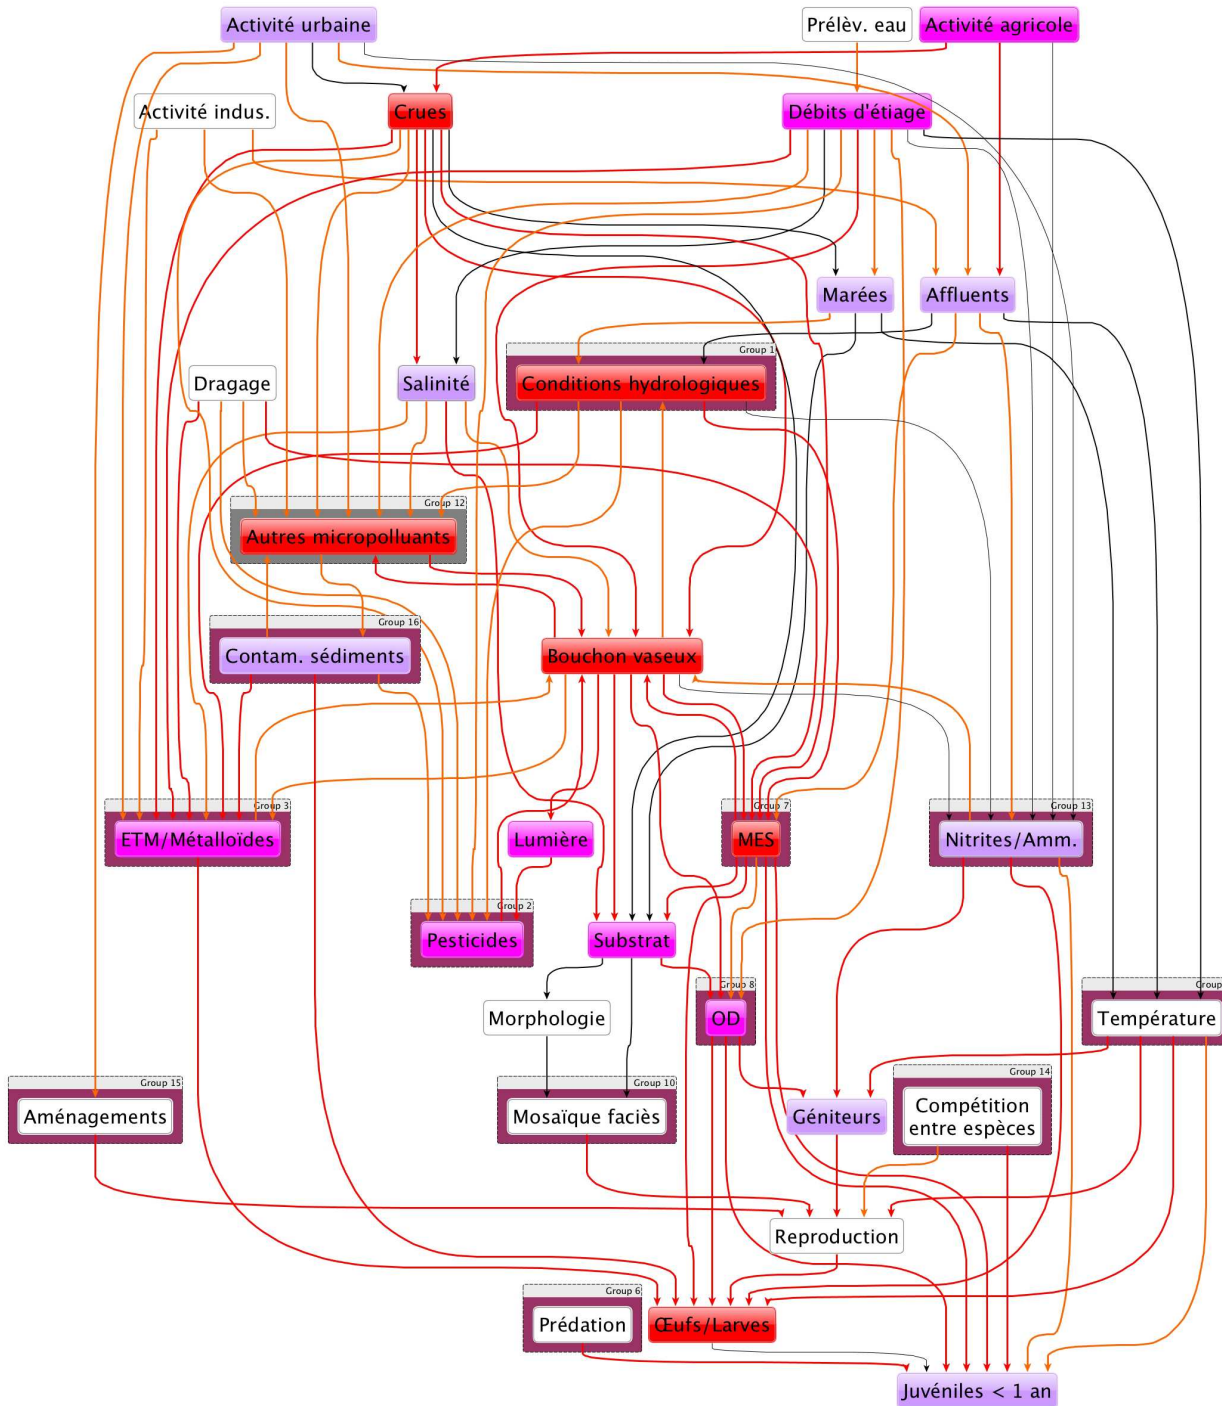 Activité urbaine
Prélèv. eau
Activité agricole
Activité indus.
Crues
Débits d'étiage
Marées
Affluents
Group 1
Dragage
Salinité
Conditions hydrologiques
Group 12
Autres micropolluants
Group 16
Contam. sédiments
Bouchon vaseux
Group 3
ETM/Métalloïdes
Lumière
Group 7
MES
Group 13
Nitrites/Amm.
Group 2
Pesticides
Substrat
Group 8
OD
Morphologie
Group
Température
Group 15
Aménagements
Group 10
Mosaïque faciès
Géniteurs
Group 14
Compétition
entre espèces
Reproduction
Group 6
Prédation
Œufs/Larves
Juvéniles < 1 an